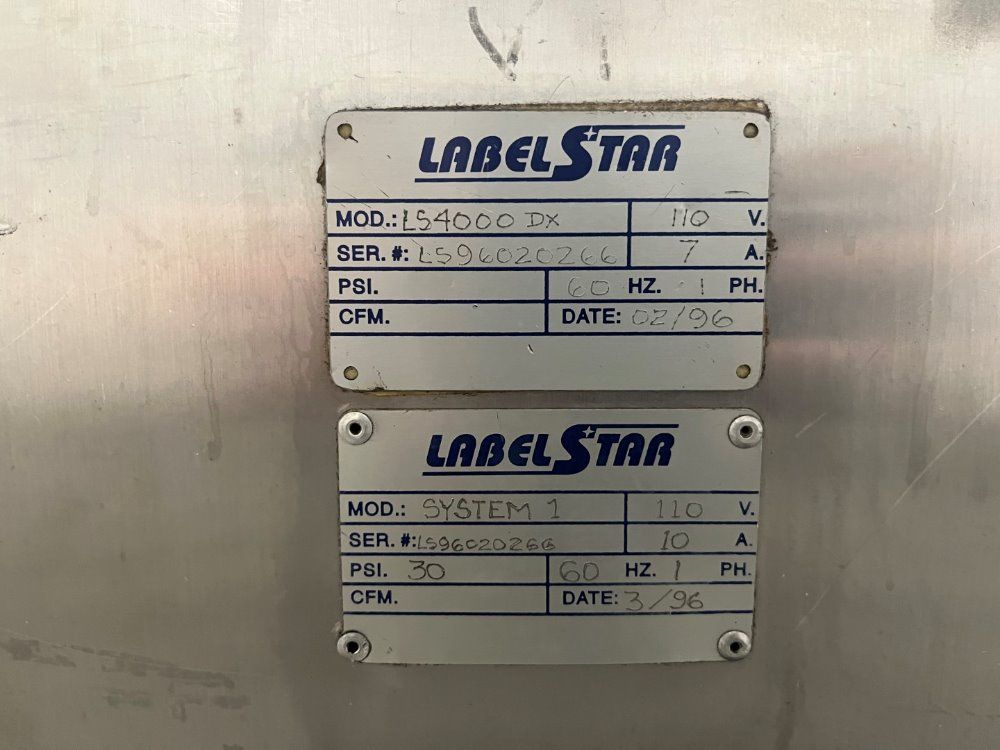 LABELSTAR
MOD.: LS4000 DX 110 V.
SER. #: LS96020266 7 A.
PSI. 60 HZ. 1 PH.
CFM. DATE: 02/96
LABELSTAR
MOD.: SYSTEM 1 110 V.
SER. #: LS96020266 10 A.
PSI. 30 60 HZ. 1 PH.
CFM. DATE: 3/96